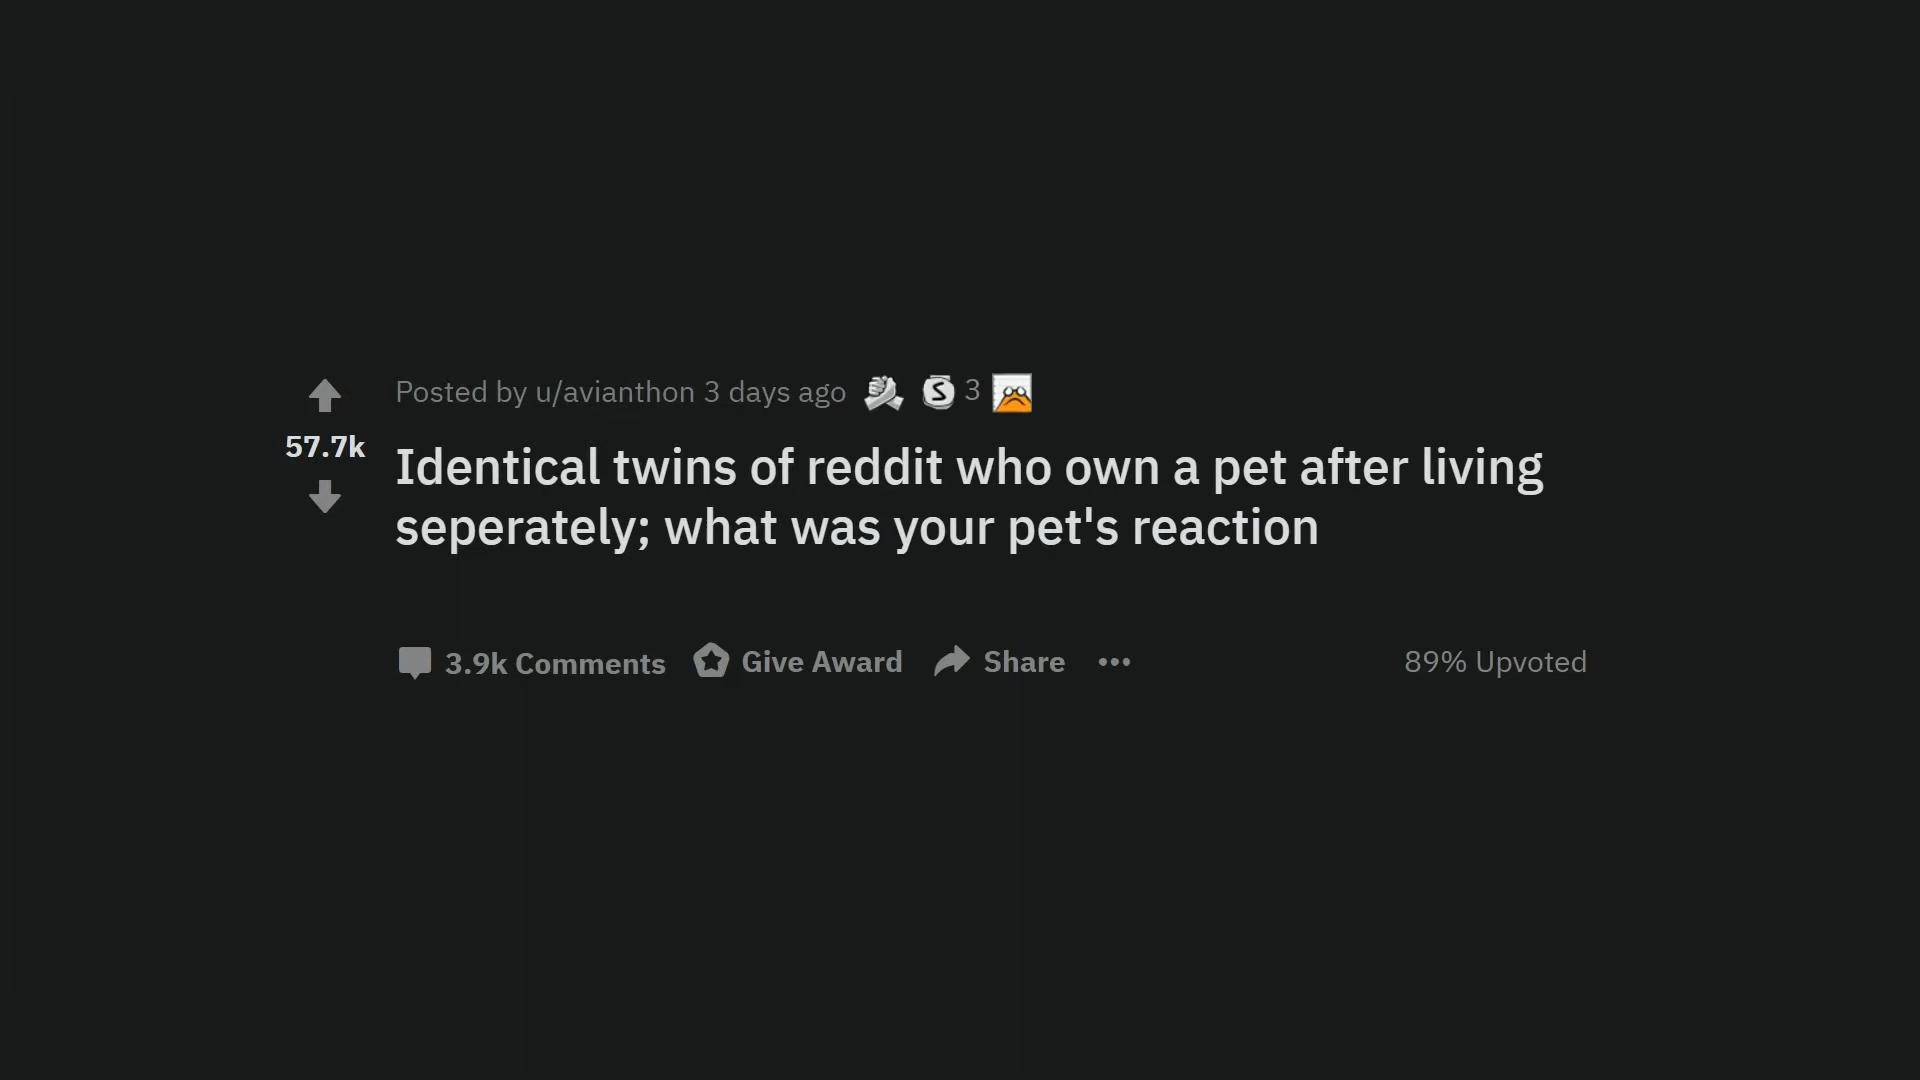 Posted by u/avianthon 3 days ago S 3
57.7k
Identical twins of reddit who own a pet after living
seperately; what was your pet's reaction
3.9k Comments Give Award Share ••• 89% Upvoted